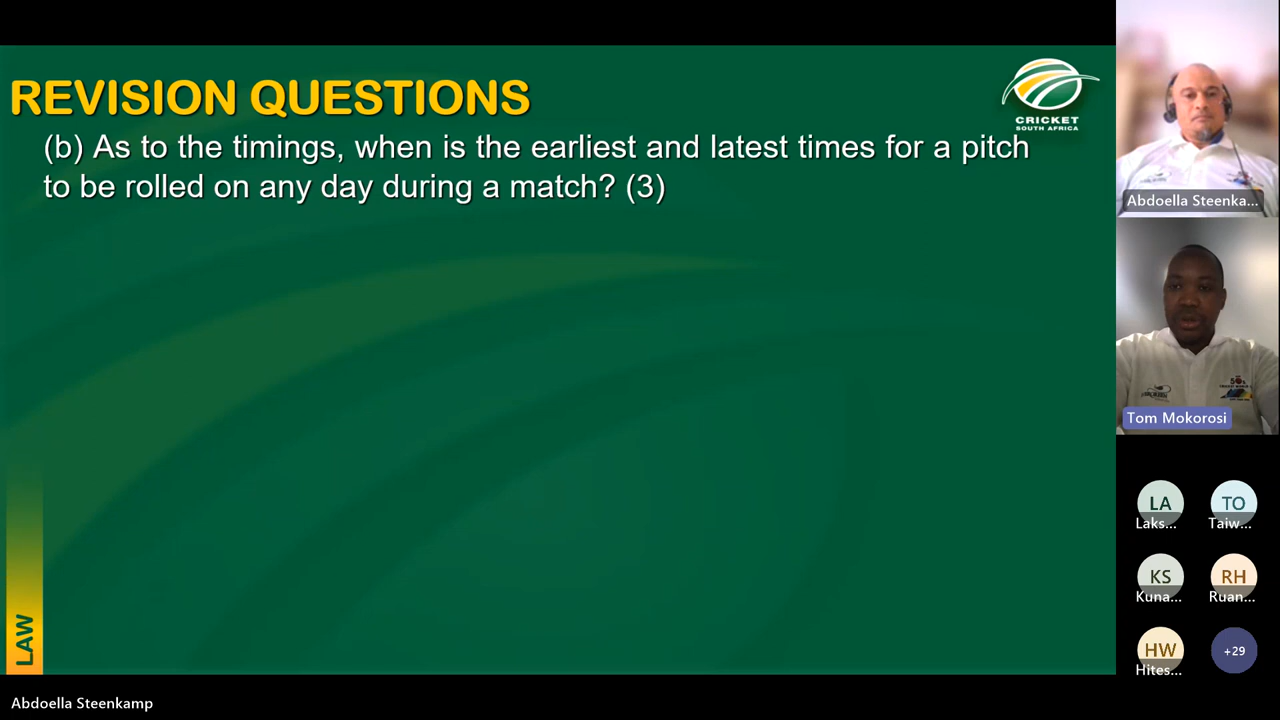 REVISION QUESTIONS
CRICKET
SOUTH AFRICA
(b) As to the timings, when is the earliest and latest times for a pitch
to be rolled on any day during a match? (3)
LAW
Abdoella Steenka...
Tom Mokorosi
LA
Laks...
TO
Taiw...
KS
Kuna...
RH
Ruan...
HW
Hites...
+29
Abdoella Steenkamp